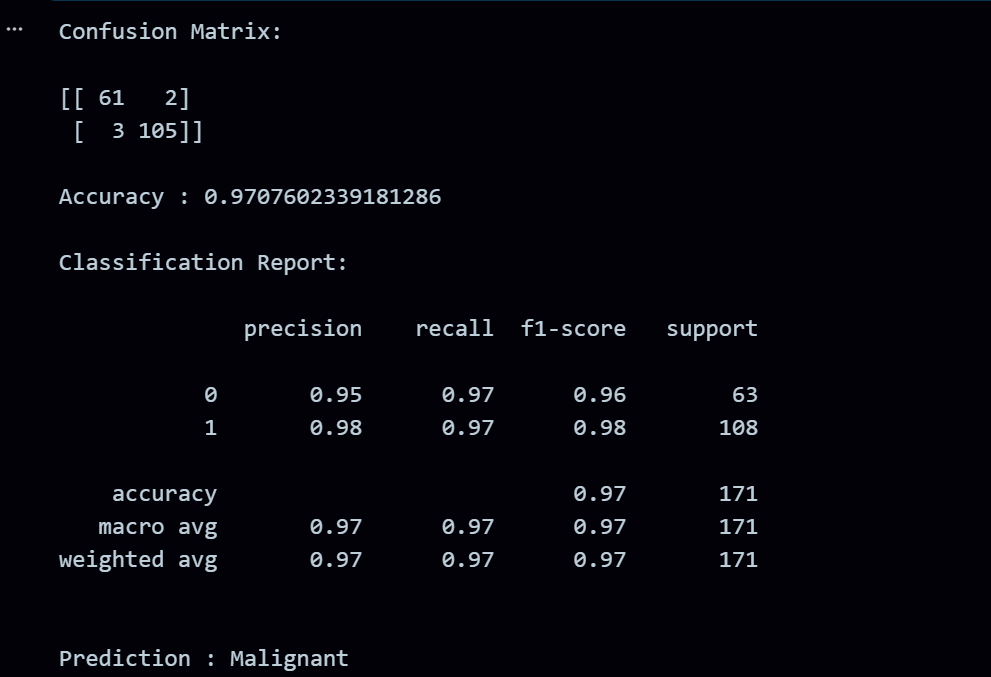 ...
Confusion Matrix:
[[ 61   2]
 [  3 105]]
Accuracy : 0.9707602339181286
Classification Report:
              precision    recall  f1-score   support
           0       0.95      0.97      0.96        63
           1       0.98      0.97      0.98       108
    accuracy                           0.97       171
   macro avg       0.97      0.97      0.97       171
weighted avg       0.97      0.97      0.97       171
Prediction : Malignant